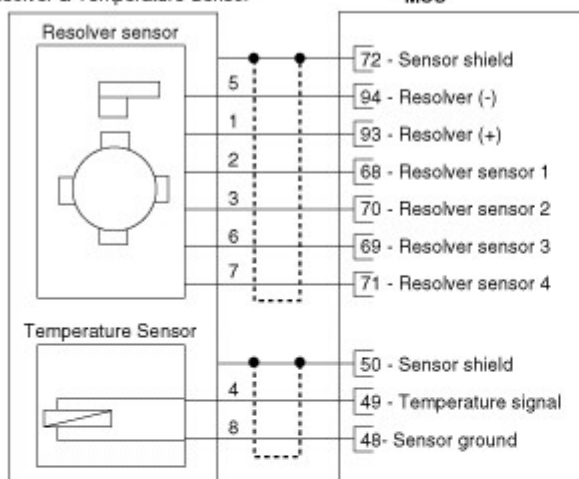 Temperature Sensor
Resolver sensor
72 - Sensor shield
5
94 - Resolver (-)
1
93 - Resolver (+)
2
68 - Resolver sensor 1
3
70 - Resolver sensor 2
6
69 - Resolver sensor 3
7
71 - Resolver sensor 4
Temperature Sensor
50 - Sensor shield
4
49 - Temperature signal
8
48- Sensor ground